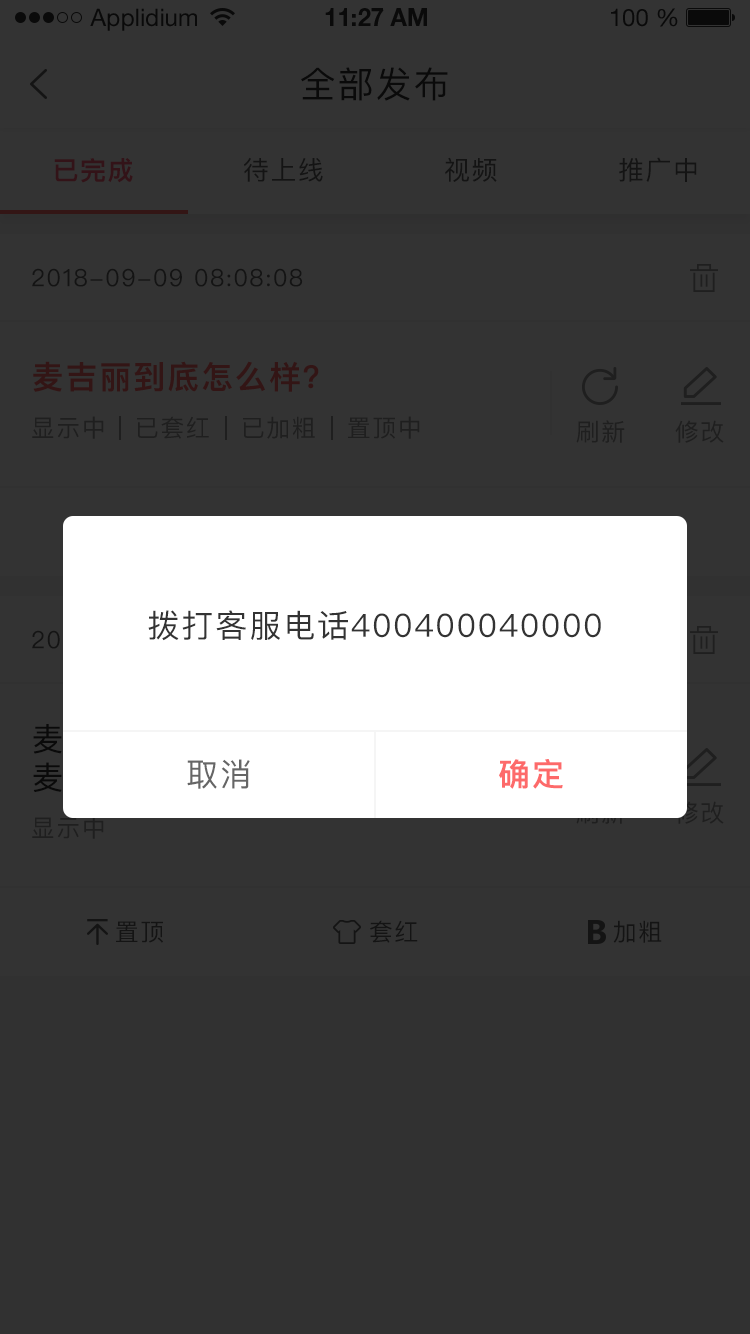 Applidium 11:27 AM 100 %
全部发布
已完成 待上线 视频 推广中
2018-09-09 08:08:08
麦吉丽到底怎么样?
显示中 | 已套红 | 已加粗 | 置顶中
刷新 修改
拨打客服电话400400040000
20
麦
麦
取消 确定
刷新 修改
显示中
置顶 套红 B 加粗